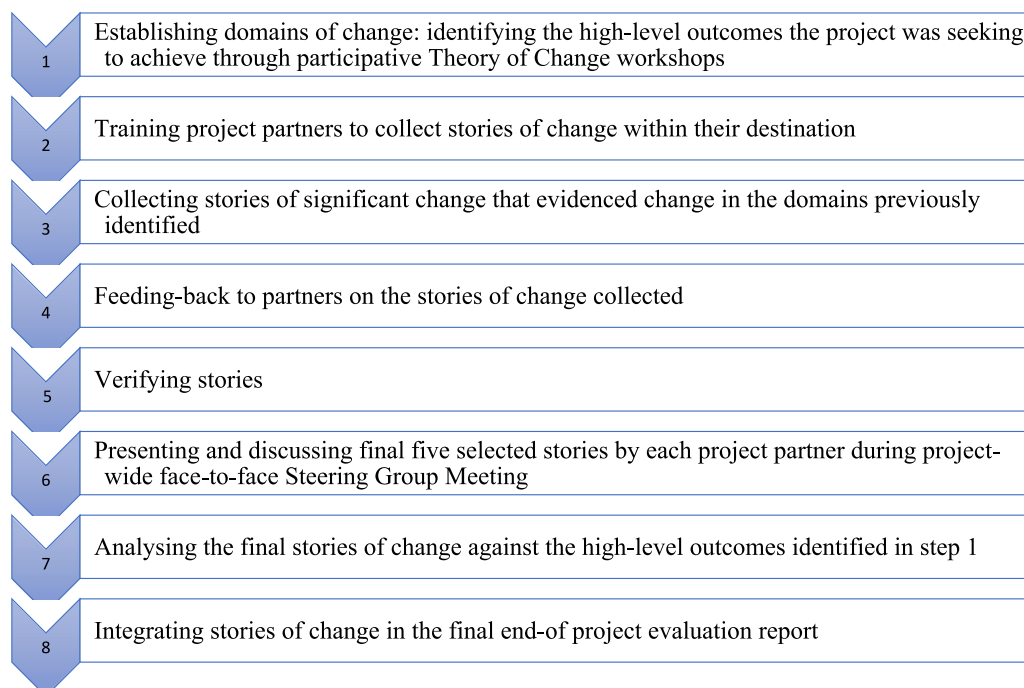 1
Establishing domains of change: identifying the high-level outcomes the project was seeking
to achieve through participative Theory of Change workshops
2
Training project partners to collect stories of change within their destination
3
Collecting stories of significant change that evidenced change in the domains previously
identified
4
Feeding-back to partners on the stories of change collected
5
Verifying stories
6
Presenting and discussing final five selected stories by each project partner during project-
wide face-to-face Steering Group Meeting
7
Analysing the final stories of change against the high-level outcomes identified in step 1
8
Integrating stories of change in the final end-of project evaluation report